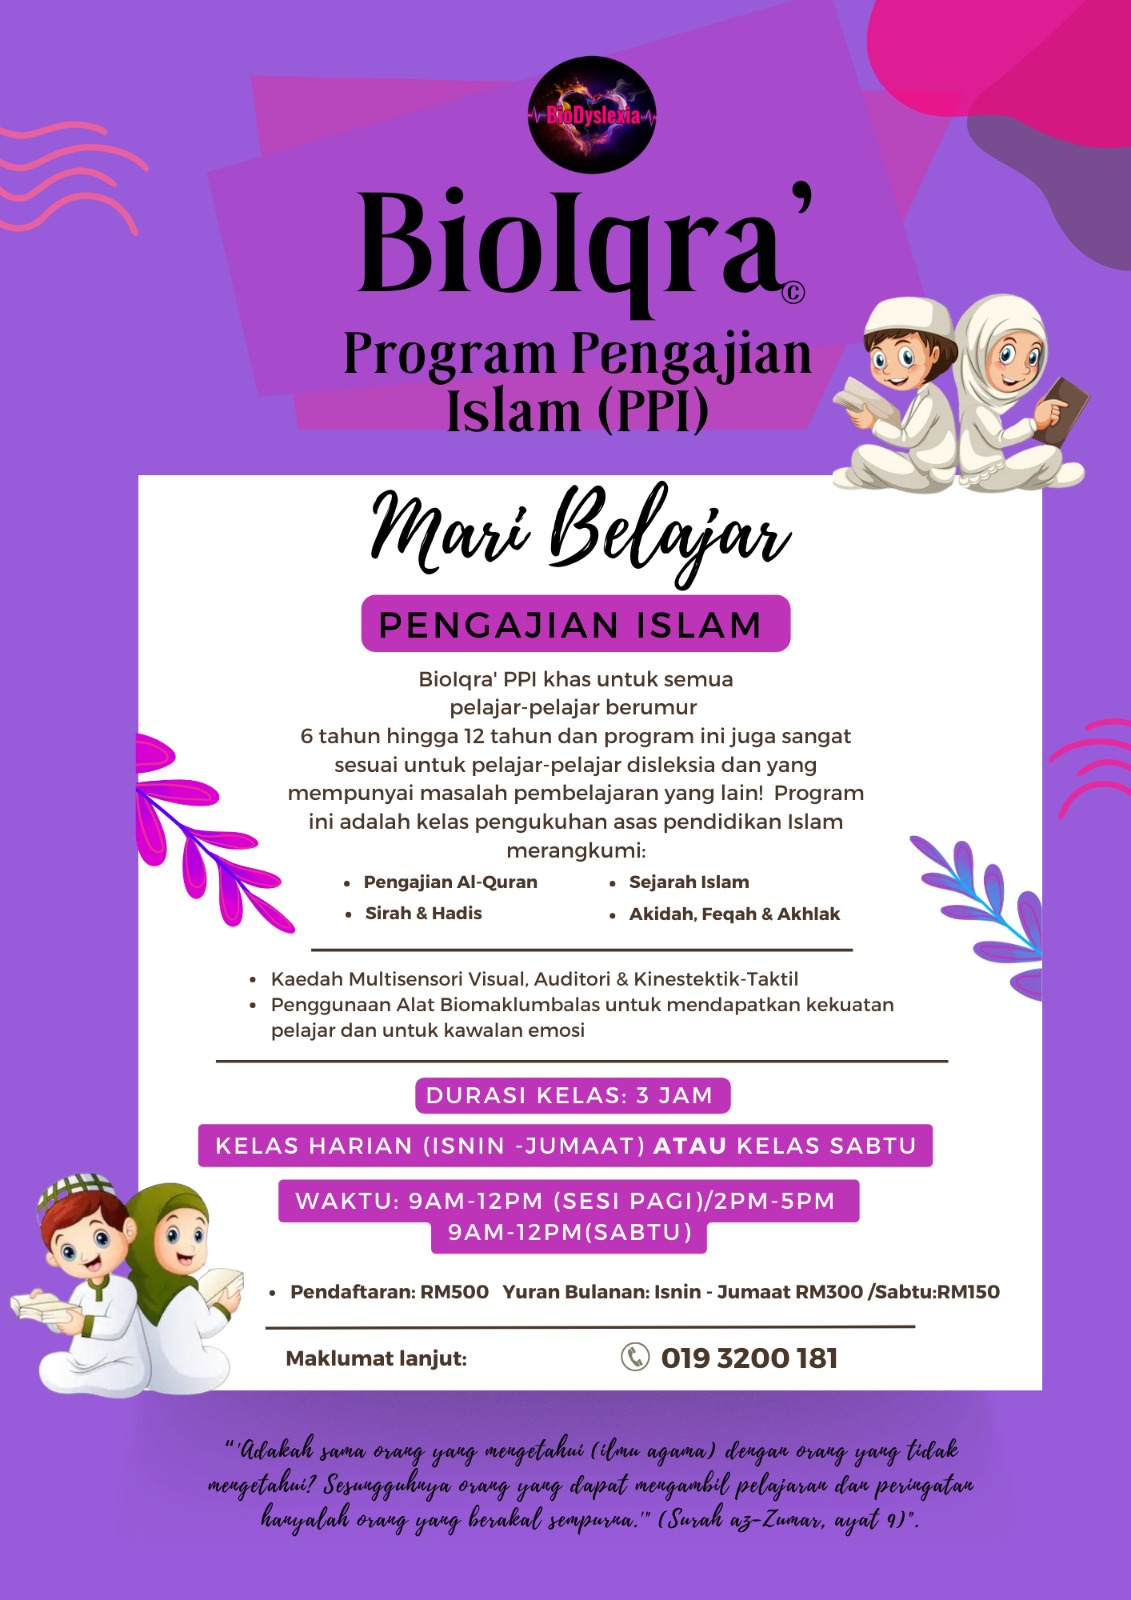 BioDyslexia
BioIqra'
©
Program Pengajian
Islam (PPI)
Mari Belajar
PENGAJIAN ISLAM
BioIqra' PPI khas untuk semua
pelajar-pelajar berumur
6 tahun hingga 12 tahun dan program ini juga sangat
sesuai untuk pelajar-pelajar disleksia dan yang
mempunyai masalah pembelajaran yang lain! Program
ini adalah kelas pengukuhan asas pendidikan Islam
merangkumi:
• Pengajian Al-Quran
• Sirah & Hadis
• Sejarah Islam
• Akidah, Feqah & Akhlak
• Kaedah Multisensori Visual, Auditori & Kinestektik-Taktil
• Penggunaan Alat Biomaklumbalas untuk mendapatkan kekuatan
pelajar dan untuk kawalan emosi
DURASI KELAS: 3 JAM
KELAS HARIAN (ISNIN -JUMAAT) ATAU KELAS SABTU
WAKTU: 9AM-12PM (SESI PAGI)/2PM-5PM
9AM-12PM(SABTU)
• Pendaftaran: RM500 Yuran Bulanan: Isnin - Jumaat RM300 /Sabtu:RM150
Maklumat lanjut: 019 3200 181
“'Adakah sama orang yang mengetahui (ilmu agama) dengan orang yang tidak
mengetahui? Sesungguhnya orang yang dapat mengambil pelajaran dan peringatan
hanyalah orang yang berakal sempurna.'" (Surah az-Zumar, ayat 9)".